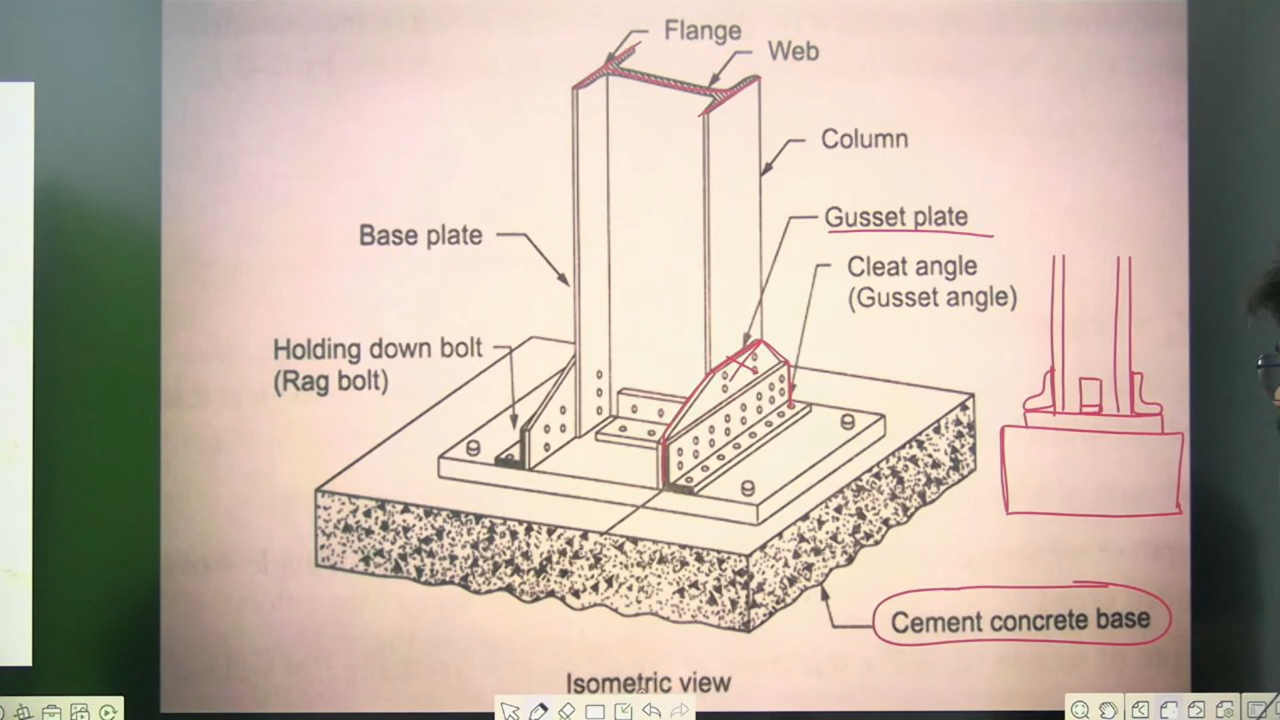 Flange
Web
Column
Base plate
Gusset plate
Cleat angle
(Gusset angle)
Holding down bolt
(Rag bolt)
Cement concrete base
Isometric view